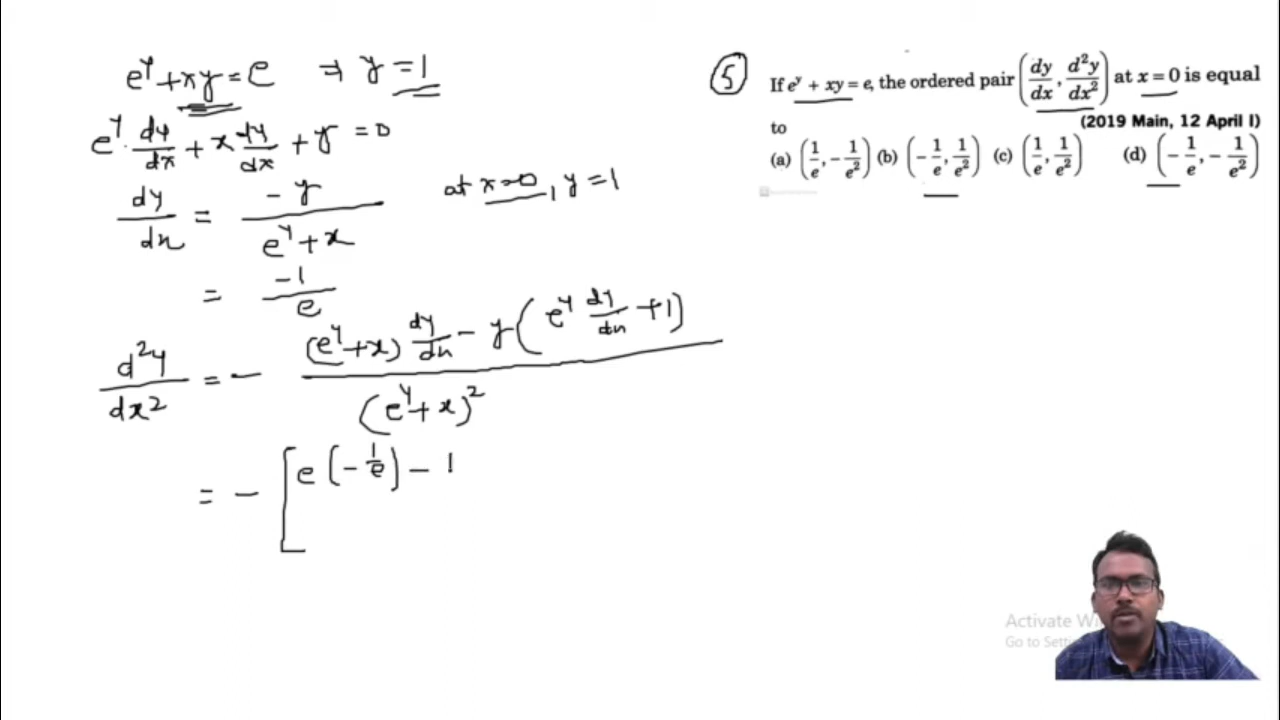 e^y + xy = e ⇒ y = 1
e^y · dy/dx + x dy/dx + y = 0
dy/dx = -y/(e^y + x) at x=0, y=1
= -1/e
d²y/dx² = - ((e^y + x) dy/dx - y(e^y dy/dx + 1))/(e^y + x)²
= - [e(-1/e) - 1
5
If e^y + xy = e, the ordered pair (dy/dx, d²y/dx²) at x = 0 is equal
to (2019 Main, 12 April I)
(a) (1/e, -1/e²) (b) (-1/e, 1/e²) (c) (1/e, 1/e²) (d) (-1/e, -1/e²)
Activate Wi
Go to Setti